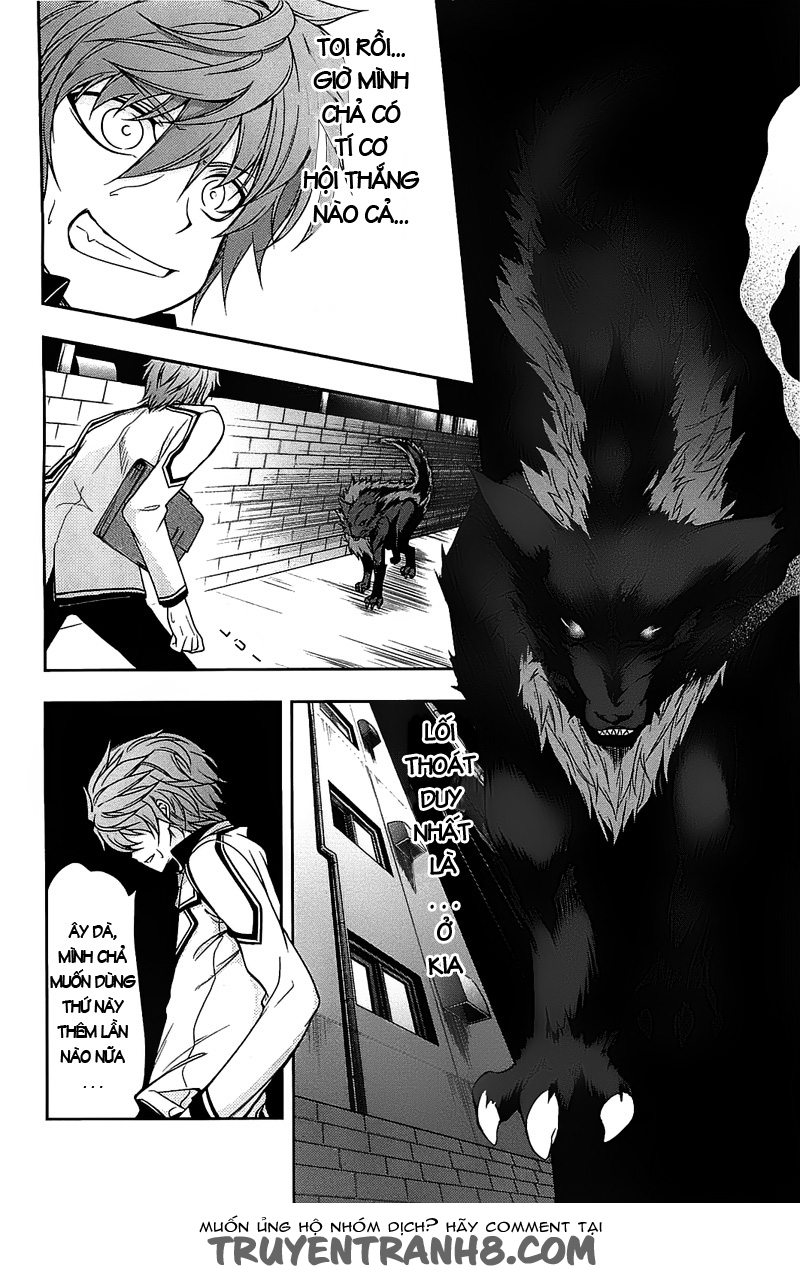 TOI RỒI...
GIỜ MÌNH
CHẢ CÓ
TÍ CƠ
HỘI THẮNG
NÀO CẢ...
LỐI
THOÁT
DUY
NHẤT
LÀ
...
Ở
KIA
ÂY DÀ,
MÌNH CHẢ
MUỐN DÙNG
THỨ NÀY
THÊM LẦN
NÀO NỮA
...
MUỐN ỦNG HỘ NHÓM DỊCH? HÃY COMMENT TẠI
TRUYENTRANH8.COM